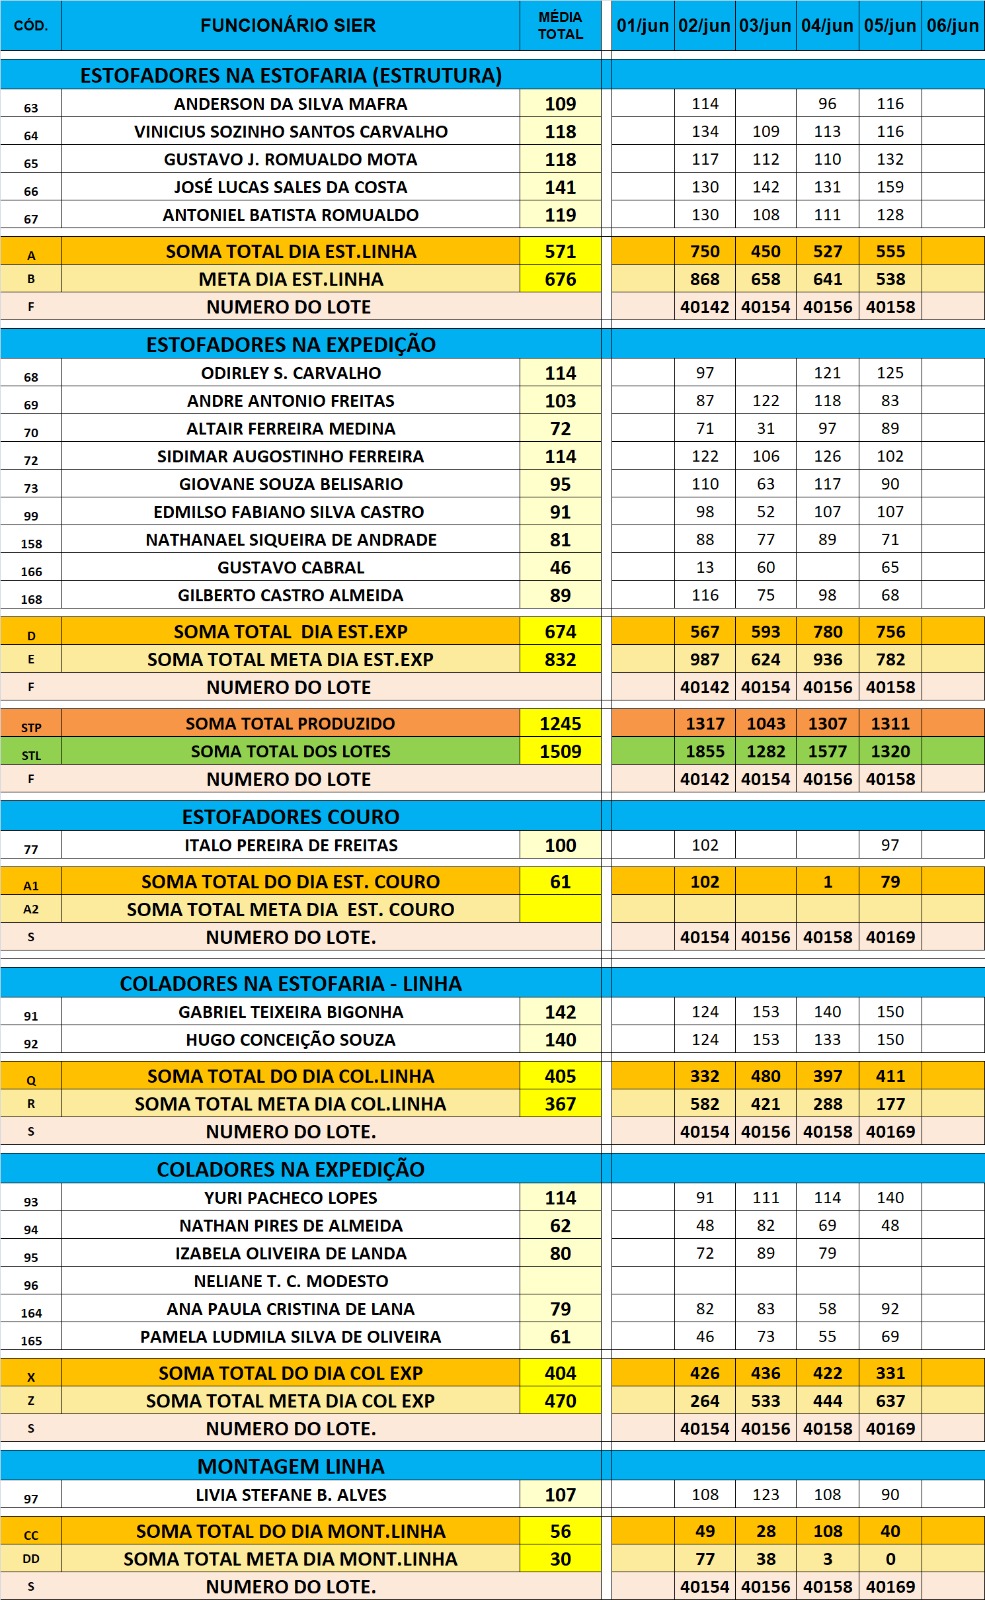 CÓD. FUNCIONÁRIO SIER MÉDIA TOTAL 01/jun 02/jun 03/jun 04/jun 05/jun 06/jun
ESTOFADORES NA ESTOFARIA (ESTRUTURA)
63 ANDERSON DA SILVA MAFRA 109 114 96 116
64 VINICIUS SOZINHO SANTOS CARVALHO 118 134 109 113 116
65 GUSTAVO J. ROMUALDO MOTA 118 117 112 110 132
66 JOSÉ LUCAS SALES DA COSTA 141 130 142 131 159
67 ANTONIEL BATISTA ROMUALDO 119 130 108 111 128
A SOMA TOTAL DIA EST.LINHA 571 750 450 527 555
B META DIA EST.LINHA 676 868 658 641 538
F NUMERO DO LOTE 40142 40154 40156 40158
ESTOFADORES NA EXPEDIÇÃO
68 ODIRLEY S. CARVALHO 114 97 121 125
69 ANDRE ANTONIO FREITAS 103 87 122 118 83
70 ALTAIR FERREIRA MEDINA 72 71 31 97 89
72 SIDIMAR AUGOSTINHO FERREIRA 114 122 106 126 102
73 GIOVANE SOUZA BELISARIO 95 110 63 117 90
99 EDMILSO FABIANO SILVA CASTRO 91 98 52 107 107
158 NATHANAEL SIQUEIRA DE ANDRADE 81 88 77 89 71
166 GUSTAVO CABRAL 46 13 60 65
168 GILBERTO CASTRO ALMEIDA 89 116 75 98 68
D SOMA TOTAL DIA EST.EXP 674 567 593 780 756
E SOMA TOTAL META DIA EST.EXP 832 987 624 936 782
F NUMERO DO LOTE 40142 40154 40156 40158
STP SOMA TOTAL PRODUZIDO 1245 1317 1043 1307 1311
STL SOMA TOTAL DOS LOTES 1509 1855 1282 1577 1320
F NUMERO DO LOTE 40142 40154 40156 40158
ESTOFADORES COURO
77 ITALO PEREIRA DE FREITAS 100 102 97
A1 SOMA TOTAL DO DIA EST. COURO 61 102 1 79
A2 SOMA TOTAL META DIA EST. COURO
S NUMERO DO LOTE. 40154 40156 40158 40169
COLADORES NA ESTOFARIA - LINHA
91 GABRIEL TEIXEIRA BIGONHA 142 124 153 140 150
92 HUGO CONCEIÇÃO SOUZA 140 124 153 133 150
Q SOMA TOTAL DO DIA COL.LINHA 405 332 480 397 411
R SOMA TOTAL META DIA COL.LINHA 367 582 421 288 177
S NUMERO DO LOTE. 40154 40156 40158 40169
COLADORES NA EXPEDIÇÃO
93 YURI PACHECO LOPES 114 91 111 114 140
94 NATHAN PIRES DE ALMEIDA 62 48 82 69 48
95 IZABELA OLIVEIRA DE LANDA 80 72 89 79
96 NELIANE T. C. MODESTO
164 ANA PAULA CRISTINA DE LANA 79 82 83 58 92
165 PAMELA LUDMILA SILVA DE OLIVEIRA 61 46 73 55 69
X SOMA TOTAL DO DIA COL EXP 404 426 436 422 331
Z SOMA TOTAL META DIA COL EXP 470 264 533 444 637
S NUMERO DO LOTE. 40154 40156 40158 40169
MONTAGEM LINHA
97 LIVIA STEFANE B. ALVES 107 108 123 108 90
CC SOMA TOTAL DO DIA MONT.LINHA 56 49 28 108 40
DD SOMA TOTAL META DIA MONT.LINHA 30 77 38 3 0
S NUMERO DO LOTE. 40154 40156 40158 40169